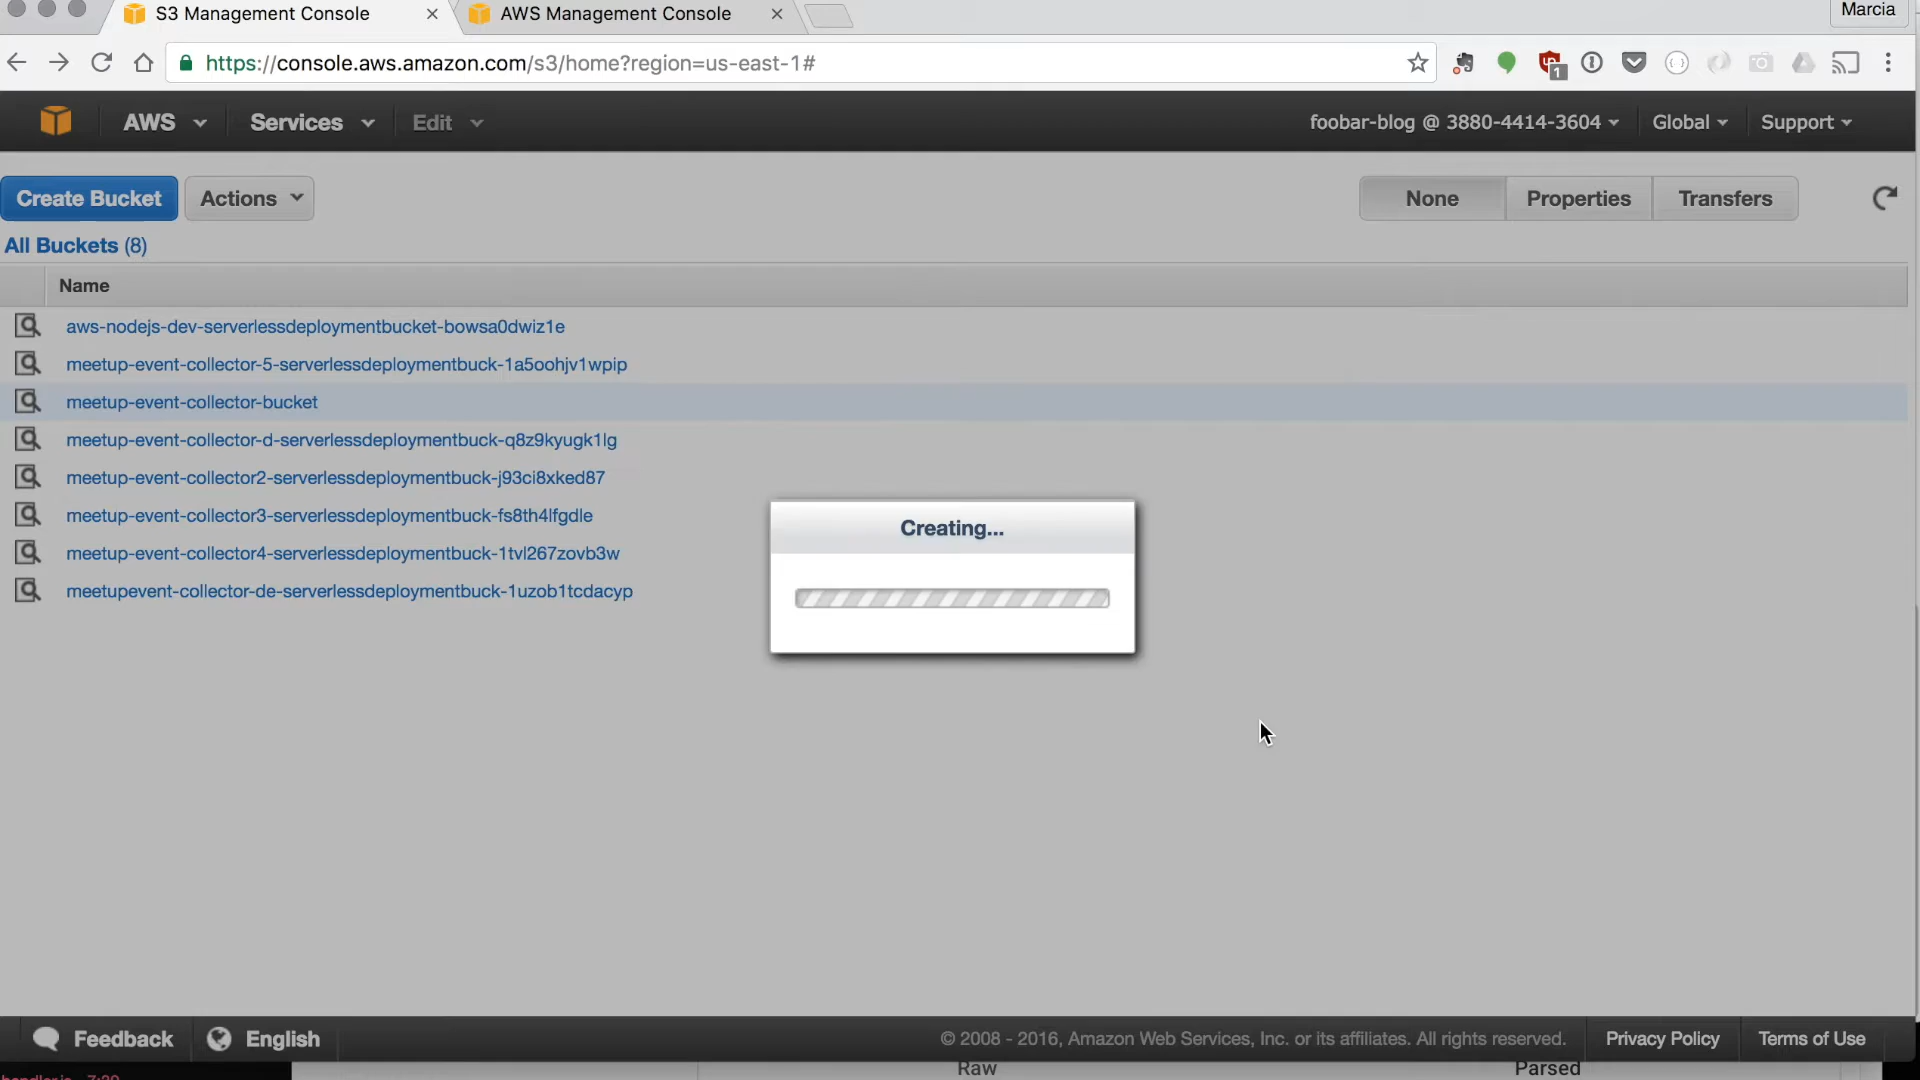 S3 Management Console
AWS Management Console
Marcia
https://console.aws.amazon.com/s3/home?region=us-east-1#
1
AWS
Services
Edit
foobar-blog @ 3880-4414-3604
Global
Support
Create Bucket
Actions
None
Properties
Transfers
All Buckets (8)
Name
aws-nodejs-dev-serverlessdeploymentbucket-bowsa0dwiz1e
meetup-event-collector-5-serverlessdeploymentbuck-1a5oohjv1wpip
meetup-event-collector-bucket
meetup-event-collector-d-serverlessdeploymentbuck-q8z9kyugk1lg
meetup-event-collector2-serverlessdeploymentbuck-j93ci8xked87
meetup-event-collector3-serverlessdeploymentbuck-fs8th4lfgdle
meetup-event-collector4-serverlessdeploymentbuck-1tvl267zovb3w
meetupevent-collector-de-serverlessdeploymentbuck-1uzob1tcdacyp
Creating...
Feedback
English
© 2008 - 2016, Amazon Web Services, Inc. or its affiliates. All rights reserved.
Privacy Policy
Terms of Use
Raw
Parsed